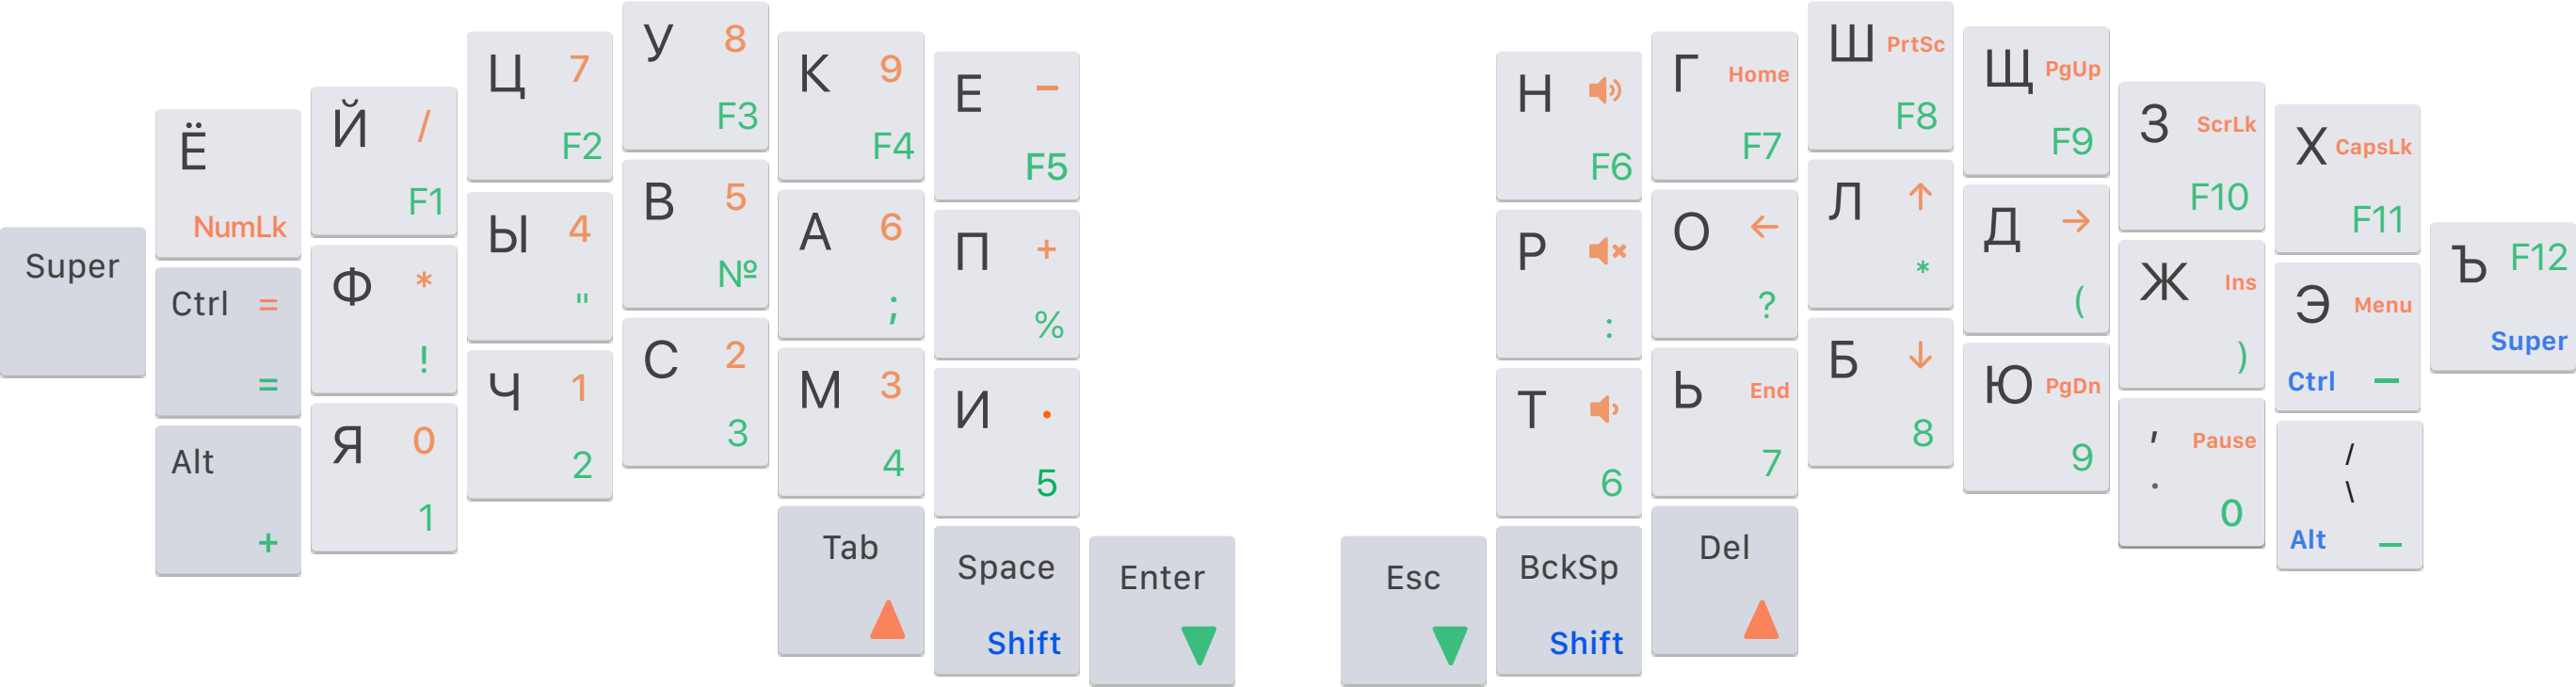 Super
Ё
NumLk
Ctrl =
=
Alt
+
Й /
F1
Ф *
!
Я 0
1
Ц 7
F2
Ы 4
"
Ч 1
2
У 8
F3
В 5
№
С 2
3
К 9
F4
А 6
;
М 3
4
Tab
Е −
F5
П +
%
И .
5
Space
Shift
Enter
Esc
Н
F6
Р
:
Т
6
BckSp
Shift
Г Home
F7
О ←
?
Ь End
7
Del
Ш PrtSc
F8
Л ↑
*
Б ↓
8
Щ PgUp
F9
Д →
(
Ю PgDn
9
З ScrLk
F10
Ж Ins
)
, Pause
.
0
Х CapsLk
F11
Э Menu
Ctrl −
/
\
Alt _
Ъ F12
Super